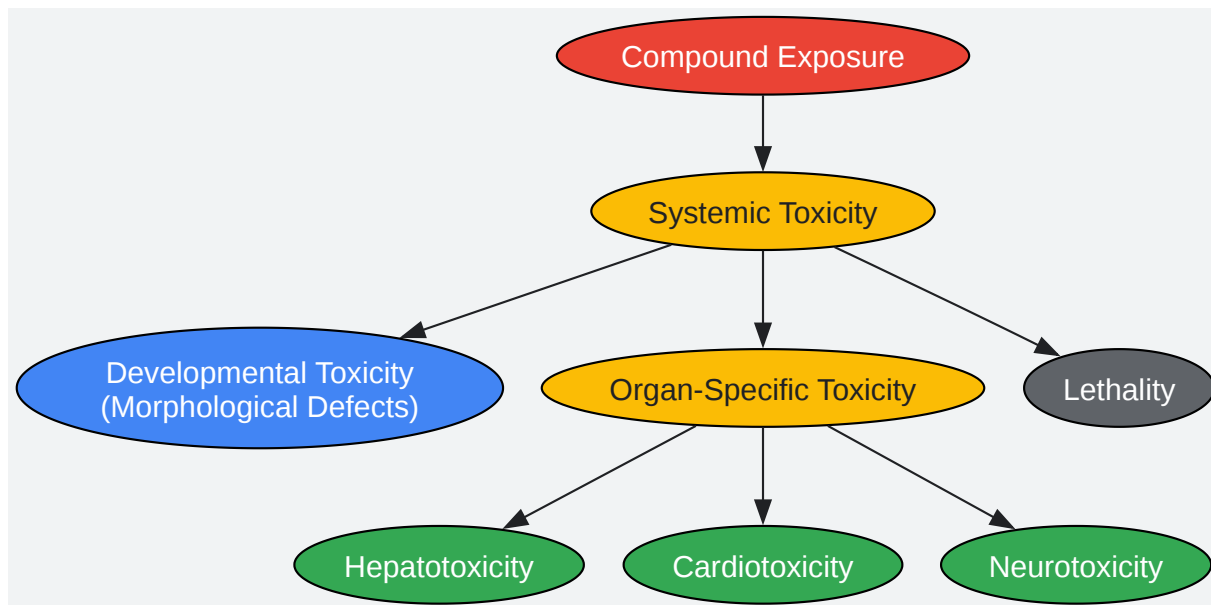 Compound Exposure
Systemic Toxicity
Developmental Toxicity
(Morphological Defects)
Organ-Specific Toxicity
Lethality
Hepatotoxicity
Cardiotoxicity
Neurotoxicity